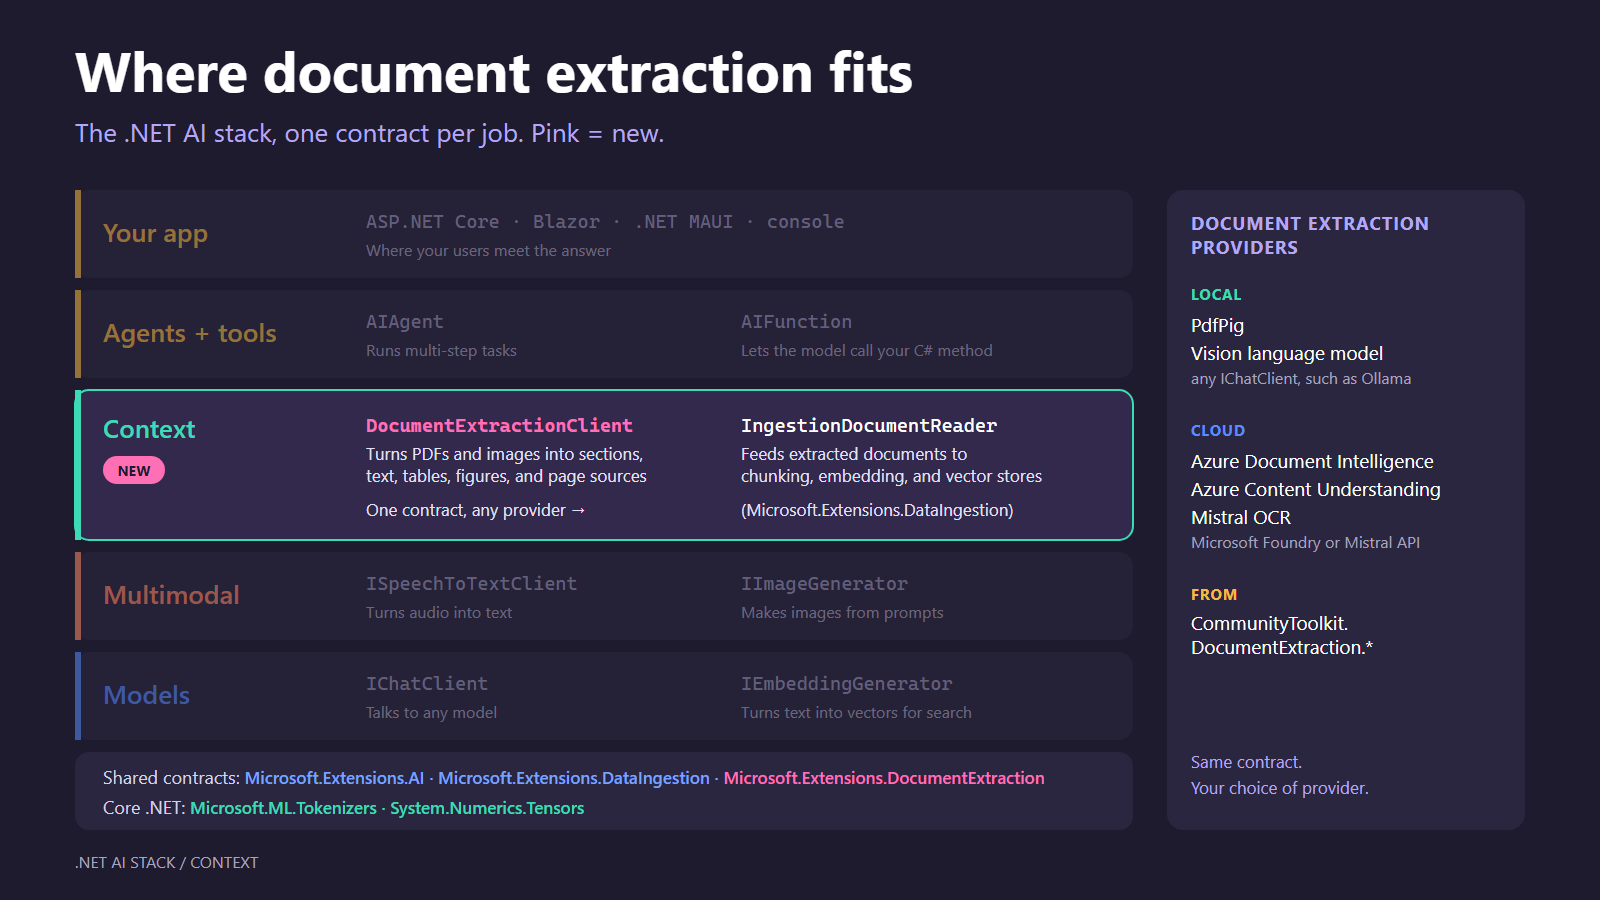 Where document extraction fits
The .NET AI stack, one contract per job. Pink = new.
Your app
ASP.NET Core · Blazor · .NET MAUI · console
Where your users meet the answer
Agents + tools
AIAgent
Runs multi-step tasks
AIFunction
Lets the model call your C# method
Context
NEW
DocumentExtractionClient
Turns PDFs and images into sections,
text, tables, figures, and page sources
One contract, any provider →
IngestionDocumentReader
Feeds extracted documents to
chunking, embedding, and vector stores
(Microsoft.Extensions.DataIngestion)
Multimodal
ISpeechToTextClient
Turns audio into text
IImageGenerator
Makes images from prompts
Models
IChatClient
Talks to any model
IEmbeddingGenerator
Turns text into vectors for search
Shared contracts: Microsoft.Extensions.AI · Microsoft.Extensions.DataIngestion · Microsoft.Extensions.DocumentExtraction
Core .NET: Microsoft.ML.Tokenizers · System.Numerics.Tensors
DOCUMENT EXTRACTION
PROVIDERS
LOCAL
PdfPig
Vision language model
any IChatClient, such as Ollama
CLOUD
Azure Document Intelligence
Azure Content Understanding
Mistral OCR
Microsoft Foundry or Mistral API
FROM
CommunityToolkit.
DocumentExtraction.*
Same contract.
Your choice of provider.
.NET AI STACK / CONTEXT